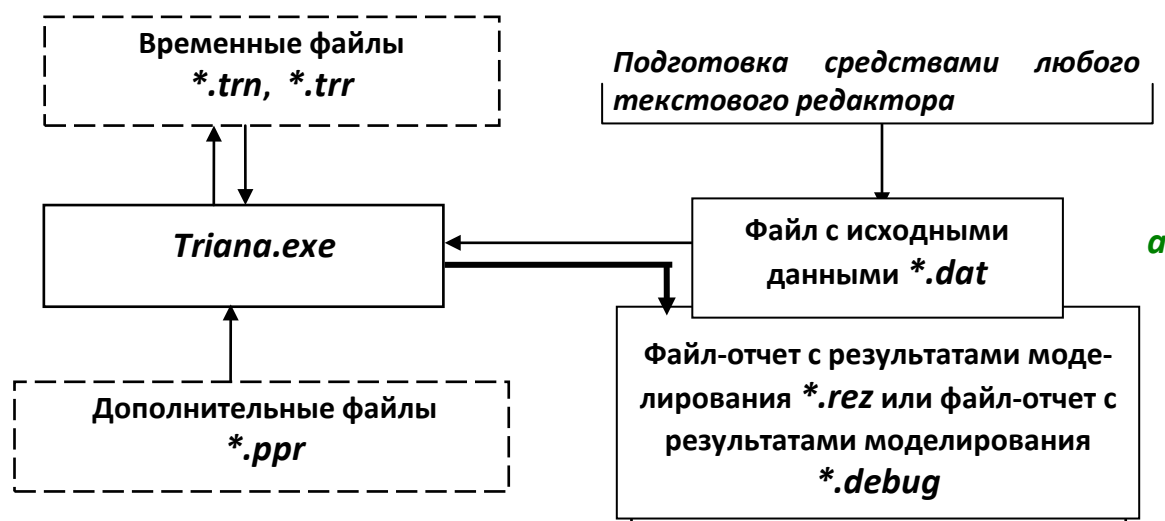 Временные файлы
*.trn, *.trr
Подготовка средствами любого
текстового редактора
Triana.exe
Файл с исходными
данными *.dat
а
Файл-отчет с результатами моде-
лирования *.rez или файл-отчет с
результатами моделирования
*.debug
Дополнительные файлы
*.ppr